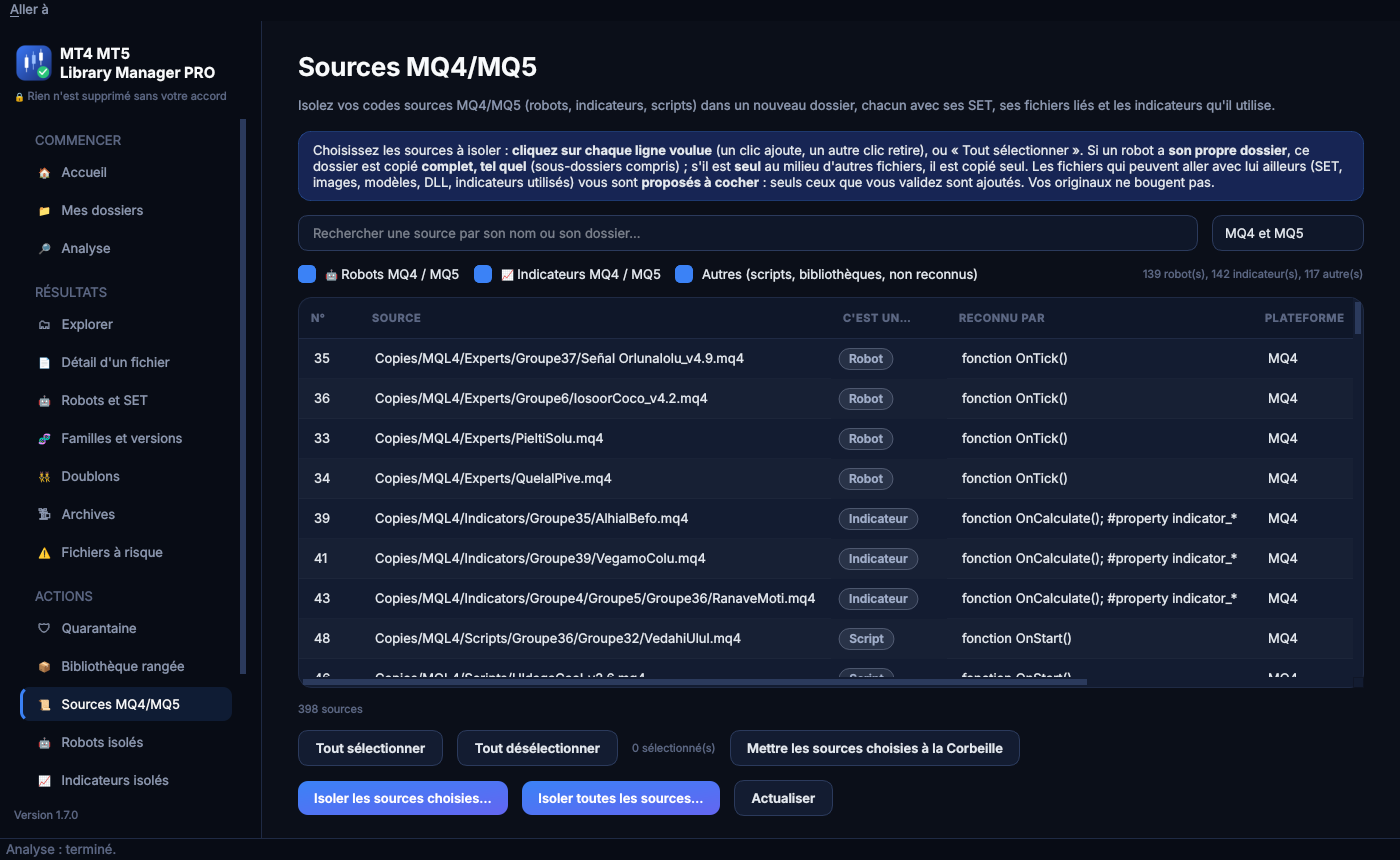 Aller à
MT4 MT5
Library Manager PRO
Rien n'est supprimé sans votre accord
COMMENCER
Accueil
Mes dossiers
Analyse
RÉSULTATS
Explorer
Détail d'un fichier
Robots et SET
Familles et versions
Doublons
Archives
Fichiers à risque
ACTIONS
Quarantaine
Bibliothèque rangée
Sources MQ4/MQ5
Robots isolés
Indicateurs isolés
Version 1.7.0
Sources MQ4/MQ5
Isolez vos codes sources MQ4/MQ5 (robots, indicateurs, scripts) dans un nouveau dossier, chacun avec ses SET, ses fichiers liés et les indicateurs qu'il utilise.
Choisissez les sources à isoler : cliquez sur chaque ligne voulue (un clic ajoute, un autre clic retire), ou « Tout sélectionner ». Si un robot a son propre dossier, ce
dossier est copié complet, tel quel (sous-dossiers compris) ; s'il est seul au milieu d'autres fichiers, il est copié seul. Les fichiers qui peuvent aller avec lui ailleurs (SET,
images, modèles, DLL, indicateurs utilisés) vous sont proposés à cocher : seuls ceux que vous validez sont ajoutés. Vos originaux ne bougent pas.
Rechercher une source par son nom ou son dossier...
MQ4 et MQ5
Robots MQ4 / MQ5 Indicateurs MQ4 / MQ5 Autres (scripts, bibliothèques, non reconnus) 139 robot(s), 142 indicateur(s), 117 autre(s)
N° SOURCE C'EST UN... RECONNU PAR PLATEFORME
35 Copies/MQL4/Experts/Groupe37/Señal Orlunalolu_v4.9.mq4 Robot fonction OnTick() MQ4
36 Copies/MQL4/Experts/Groupe6/IosoorCoco_v4.2.mq4 Robot fonction OnTick() MQ4
33 Copies/MQL4/Experts/PieltiSolu.mq4 Robot fonction OnTick() MQ4
34 Copies/MQL4/Experts/QuelalPive.mq4 Robot fonction OnTick() MQ4
39 Copies/MQL4/Indicators/Groupe35/AlhialBefo.mq4 Indicateur fonction OnCalculate(); #property indicator_* MQ4
41 Copies/MQL4/Indicators/Groupe39/VegamoColu.mq4 Indicateur fonction OnCalculate(); #property indicator_* MQ4
43 Copies/MQL4/Indicators/Groupe4/Groupe5/Groupe36/RanaveMoti.mq4 Indicateur fonction OnCalculate(); #property indicator_* MQ4
48 Copies/MQL4/Scripts/Groupe36/Groupe32/VedahiUlul.mq4 Script fonction OnStart() MQ4
398 sources
Tout sélectionner
Tout désélectionner
0 sélectionné(s)
Mettre les sources choisies à la Corbeille
Isoler les sources choisies...
Isoler toutes les sources...
Actualiser
Analyse : terminé.